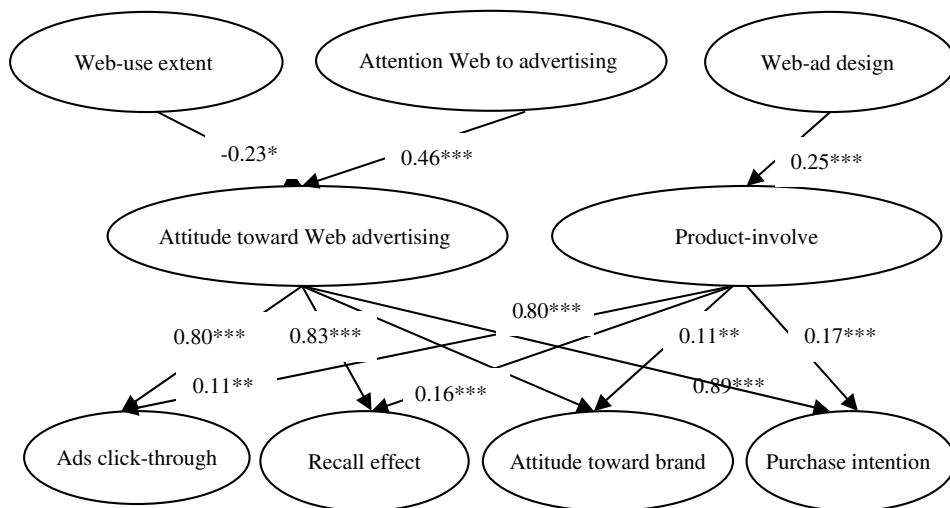 Web-use extent
Attention Web to advertising
Web-ad design
-0.23*
0.46***
0.25***
Attitude toward Web advertising
Product-involve
0.80***
0.83***
0.80***
0.11**
0.17***
0.11**
0.16***
0.89***
Ads click-through
Recall effect
Attitude toward brand
Purchase intention